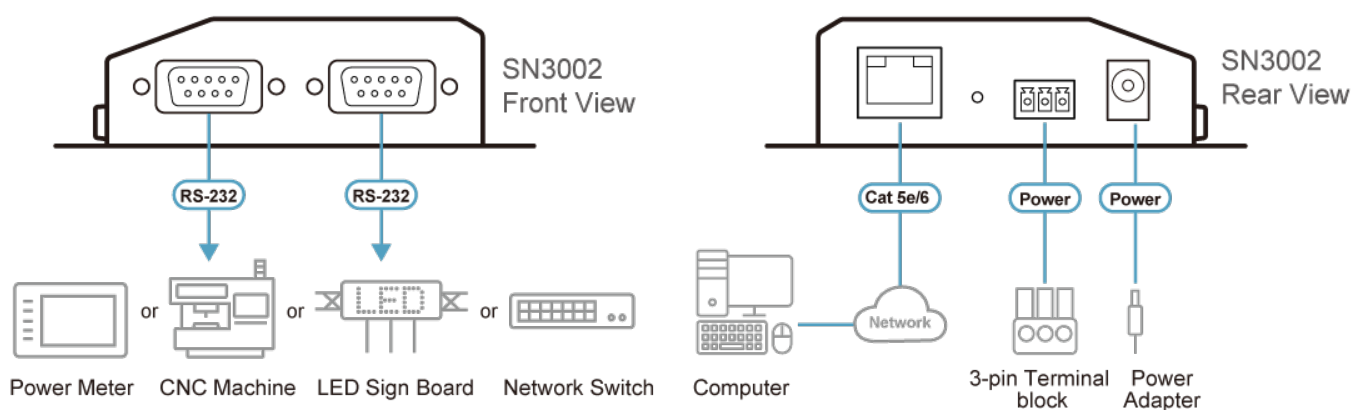 SN3002
Front View
SN3002
Rear View
RS-232
RS-232
Cat 5e/6
Power
Power
or
or
LED
or
Network
Power Meter
CNC Machine
LED Sign Board
Network Switch
Computer
3-pin Terminal
block
Power
Adapter